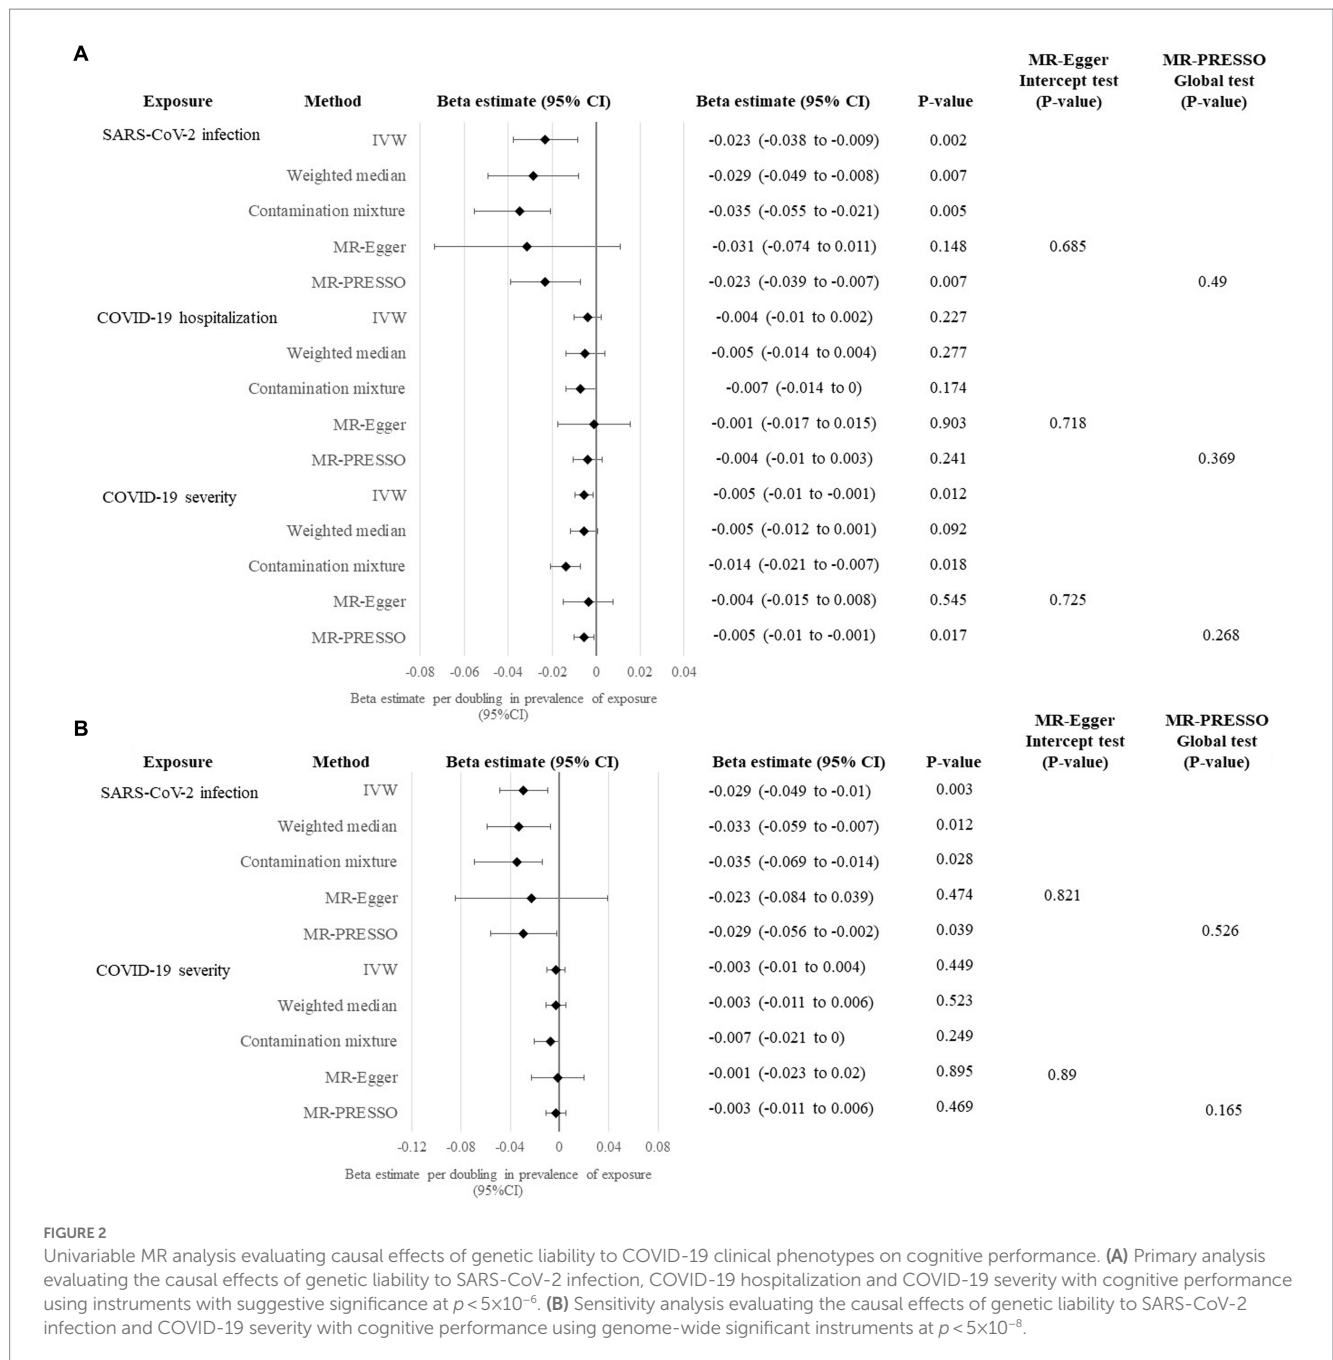 A
MR-Egger MR-PRESSO
Intercept test Global test
Exposure Method Beta estimate (95% CI) Beta estimate (95% CI) P-value (P-value) (P-value)
SARS-CoV-2 infection IVW -0.023 (-0.038 to -0.009) 0.002
Weighted median -0.029 (-0.049 to -0.008) 0.007
Contamination mixture -0.035 (-0.055 to -0.021) 0.005
MR-Egger -0.031 (-0.074 to 0.011) 0.148 0.685
MR-PRESSO -0.023 (-0.039 to -0.007) 0.007 0.49
COVID-19 hospitalization IVW -0.004 (-0.01 to 0.002) 0.227
Weighted median -0.005 (-0.014 to 0.004) 0.277
Contamination mixture -0.007 (-0.014 to 0) 0.174
MR-Egger -0.001 (-0.017 to 0.015) 0.903 0.718
MR-PRESSO -0.004 (-0.01 to 0.003) 0.241 0.369
COVID-19 severity IVW -0.005 (-0.01 to -0.001) 0.012
Weighted median -0.005 (-0.012 to 0.001) 0.092
Contamination mixture -0.014 (-0.021 to -0.007) 0.018
MR-Egger -0.004 (-0.015 to 0.008) 0.545 0.725
MR-PRESSO -0.005 (-0.01 to -0.001) 0.017 0.268
-0.08 -0.06 -0.04 -0.02 0 0.02 0.04
Beta estimate per doubling in prevalence of exposure
(95%CI)
B
MR-Egger MR-PRESSO
Intercept test Global test
Exposure Method Beta estimate (95% CI) Beta estimate (95% CI) P-value (P-value) (P-value)
SARS-CoV-2 infection IVW -0.029 (-0.049 to -0.01) 0.003
Weighted median -0.033 (-0.059 to -0.007) 0.012
Contamination mixture -0.035 (-0.069 to -0.014) 0.028
MR-Egger -0.023 (-0.084 to 0.039) 0.474 0.821
MR-PRESSO -0.029 (-0.056 to -0.002) 0.039 0.526
COVID-19 severity IVW -0.003 (-0.01 to 0.004) 0.449
Weighted median -0.003 (-0.011 to 0.006) 0.523
Contamination mixture -0.007 (-0.021 to 0) 0.249
MR-Egger -0.001 (-0.023 to 0.02) 0.895 0.89
MR-PRESSO -0.003 (-0.011 to 0.006) 0.469 0.165
-0.12 -0.08 -0.04 0 0.04 0.08
Beta estimate per doubling in prevalence of exposure
(95%CI)
FIGURE 2
Univariable MR analysis evaluating causal effects of genetic liability to COVID-19 clinical phenotypes on cognitive performance. (A) Primary analysis
evaluating the causal effects of genetic liability to SARS-CoV-2 infection, COVID-19 hospitalization and COVID-19 severity with cognitive performance
using instruments with suggestive significance at p < 5×10⁻⁶. (B) Sensitivity analysis evaluating the causal effects of genetic liability to SARS-CoV-2
infection and COVID-19 severity with cognitive performance using genome-wide significant instruments at p < 5×10⁻⁸.